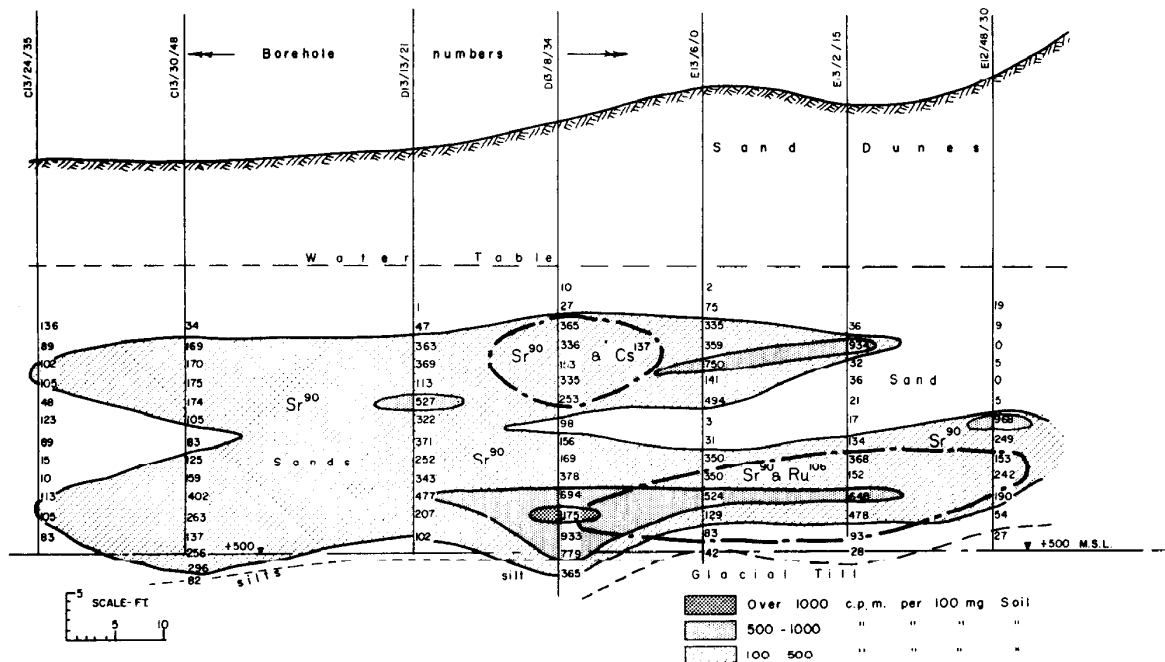 C13/24/35
C13/30/48
Borehole numbers
D13/13/21
D13/8/34
E13/6/0
E13/2/15
E12/48/30
Sand Dunes
Water Table
10 2
1 27 75 19
136 34 47 365 335 36 9
89 169 363 336 359 934 0
102 170 369 750 32 5
105 175 113 335 141 36 0
48 174 527 253 494 21 5
123 105 322 98 3 17 968
89 83 371 156 31 134 249
15 125 252 169 350 368 153
10 159 343 378 350 152 242
113 402 477 694 524 648 190
105 263 207 175 129 478 54
83 137 102 933 83 93 27
256 779 42 28
296 365
82
Sr90 & Cs137
Sand
Sr90
Sr90
Sr90
Sands
Sr90 & Ru106
+500
+500 M.S.L.
silts
silt
Glacial Till
5
SCALE-FT.
5 10
Over 1000 c.p.m. per 100 mg Soil
500-1000 " " " "
100 500 " " " "